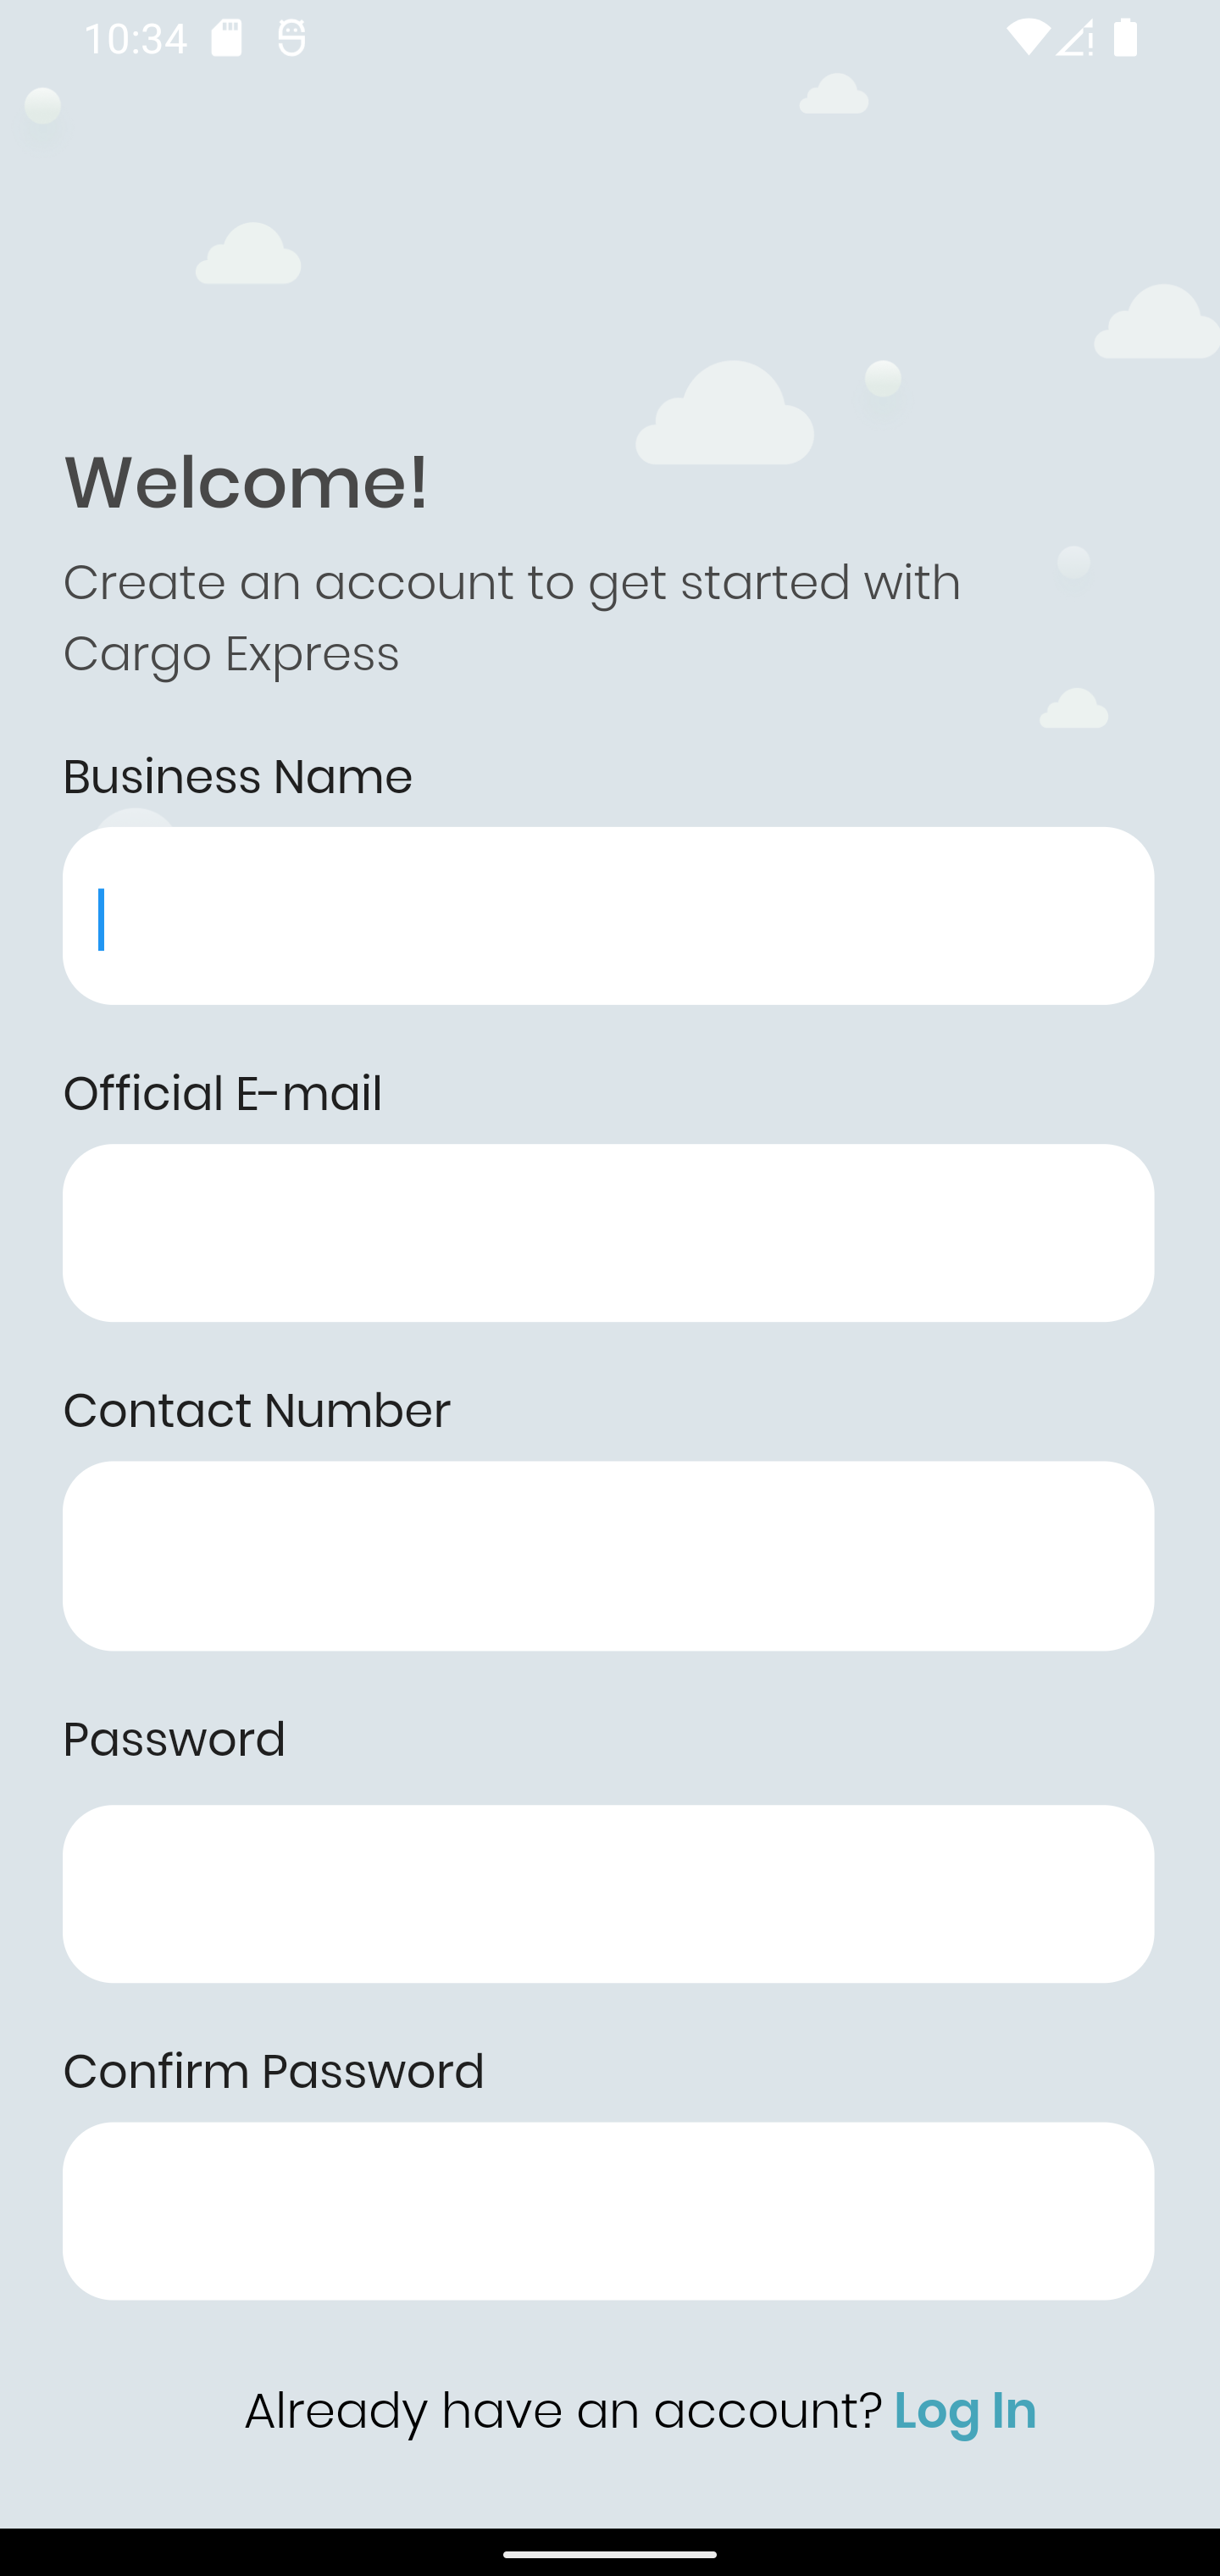 10:34
Welcome!
Create an account to get started with
Cargo Express
Business Name
Official E-mail
Contact Number
Password
Confirm Password
Already have an account? Log In